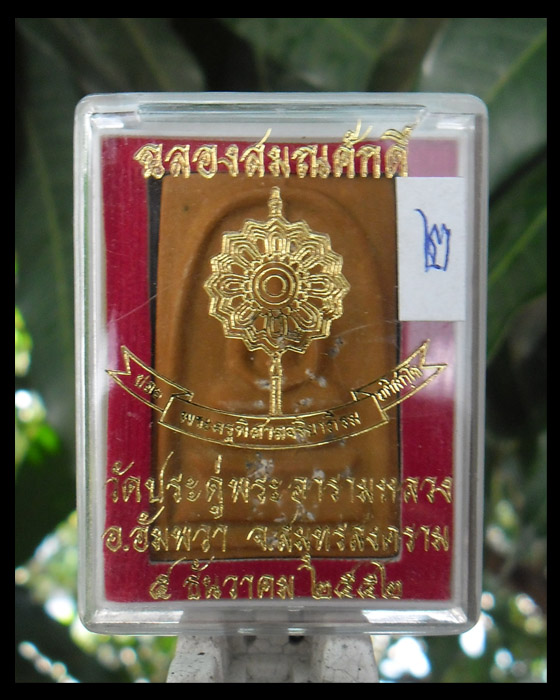 ฉลองสมณศักดิ์
พระครูพิศาลจริยาภิรม
วัดประดู่พระอารามหลวง
อ.อัมพวา จ.สมุทรสงคราม
๕ ธันวาคม ๒๕๕๒